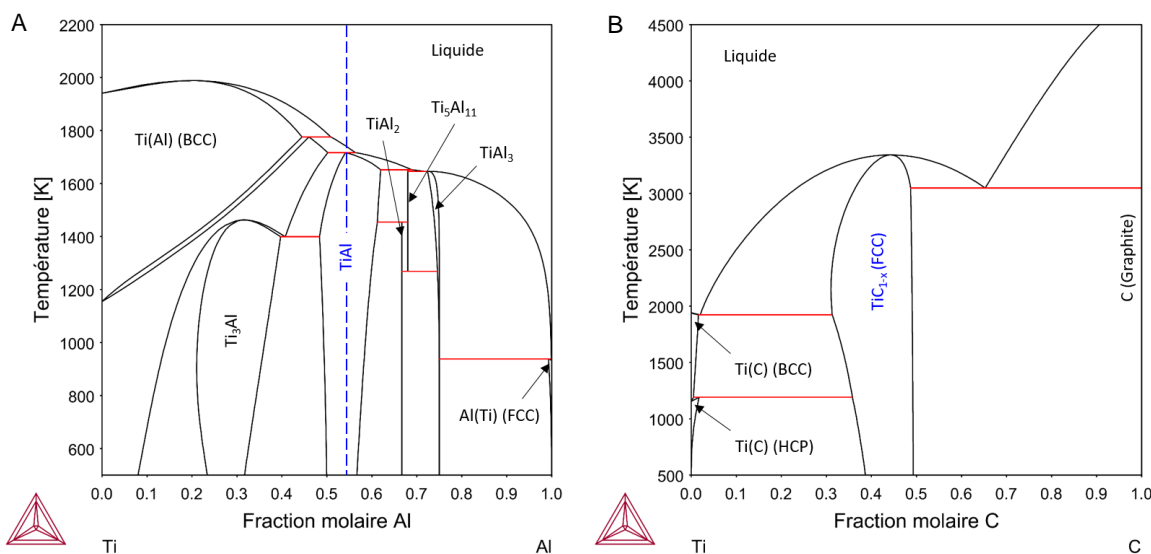 A
Température [K]
2200
2000
1800
1600
1400
1200
1000
800
600
Liquide
Ti(Al) (BCC)
TiAl₂
Ti₅Al₁₁
TiAl₃
Ti₃Al
TiAl
Al(Ti) (FCC)
0.0 0.1 0.2 0.3 0.4 0.5 0.6 0.7 0.8 0.9 1.0
Fraction molaire Al
Ti Al
B
Température [K]
4500
4000
3500
3000
2500
2000
1500
1000
500
Liquide
TiC₁₋ₓ (FCC)
C (Graphite)
Ti(C) (BCC)
Ti(C) (HCP)
0.0 0.1 0.2 0.3 0.4 0.5 0.6 0.7 0.8 0.9 1.0
Fraction molaire C
Ti C